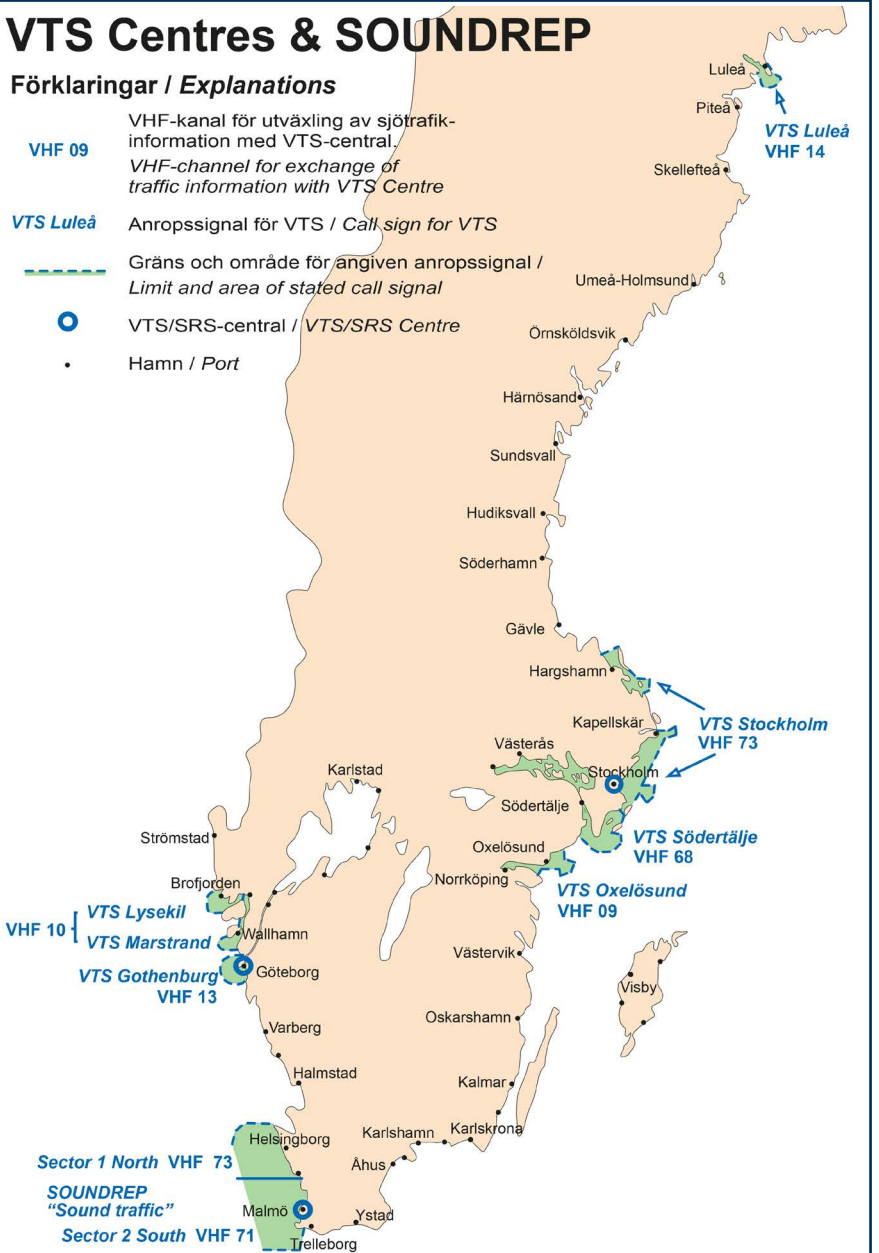 VTS Centres & SOUNDREP
Förklaringar / Explanations
VHF 09
VHF-kanal för utväxling av sjötrafik-
information med VTS-central.
VHF-channel for exchange of
traffic information with VTS Centre
VTS Luleå
Anropssignal för VTS / Call sign for VTS
Gräns och område för angiven anropssignal /
Limit and area of stated call signal
VTS/SRS-central / VTS/SRS Centre
Hamn / Port
Luleå
VTS Luleå
VHF 14
Piteå
Skellefteå
Umeå-Holmsund
Örnsköldsvik
Härnösand
Sundsvall
Hudiksvall
Söderhamn
Gävle
Hargshamn
Kapellskär
VTS Stockholm
VHF 73
Västerås
Stockholm
Karlstad
Södertälje
VTS Södertälje
VHF 68
Strömstad
Oxelösund
Norrköping
VTS Oxelösund
VHF 09
Brofjorden
VHF 10
VTS Lysekil
VTS Marstrand
Wallhamn
VTS Gothenburg
VHF 13
Göteborg
Västervik
Visby
Oskarshamn
Varberg
Halmstad
Kalmar
Helsingborg
Karlshamn
Karlskrona
Sector 1 North VHF 73
Åhus
SOUNDREP
“Sound traffic”
Malmö
Ystad
Sector 2 South VHF 71
Trelleborg